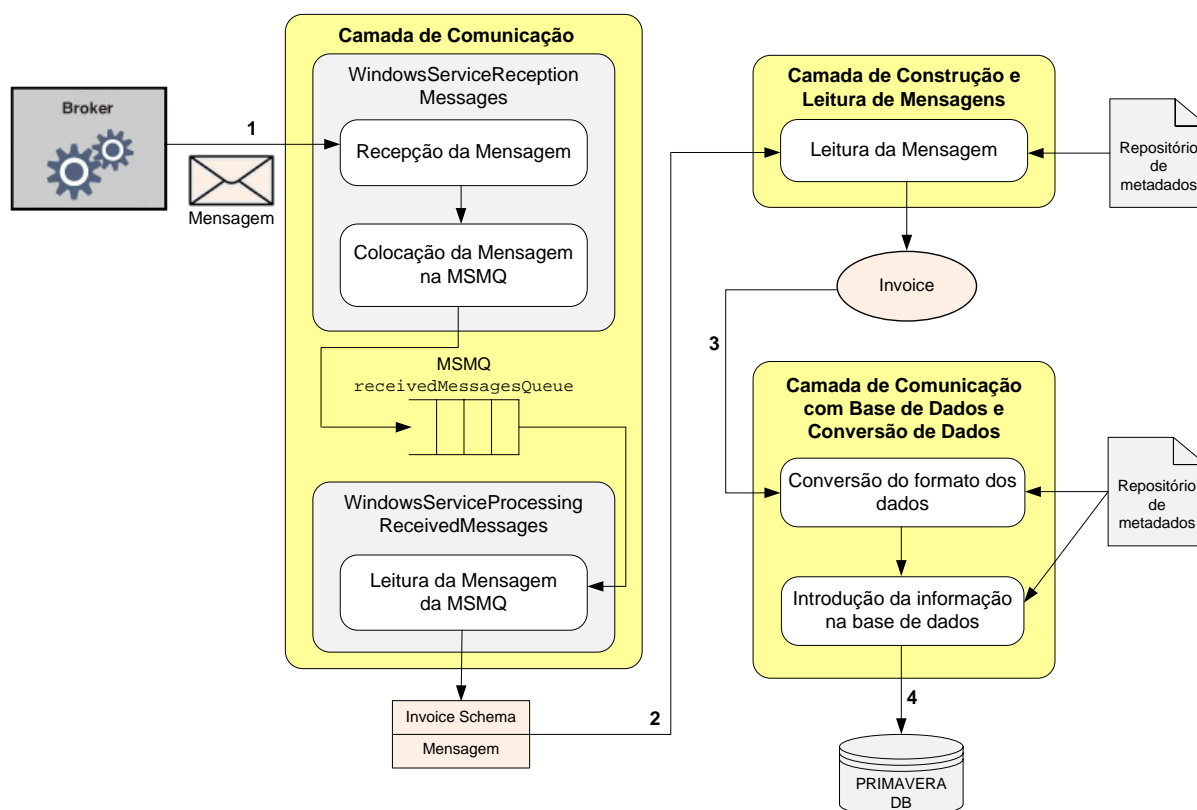 Broker
1
Mensagem
Camada de Comunicação
WindowsServiceReception
Messages
Recepção da Mensagem
Colocação da Mensagem
na MSMQ
MSMQ
receivedMessagesQueue
WindowsServiceProcessing
ReceivedMessages
Leitura da Mensagem
da MSMQ
Invoice Schema
Mensagem
2
Camada de Construção e
Leitura de Mensagens
Leitura da Mensagem
Repositório
de
metadados
Invoice
3
Camada de Comunicação
com Base de Dados e
Conversão de Dados
Conversão do formato dos
dados
Repositório
de
metadados
Introdução da informação
na base de dados
4
PRIMAVERA
DB